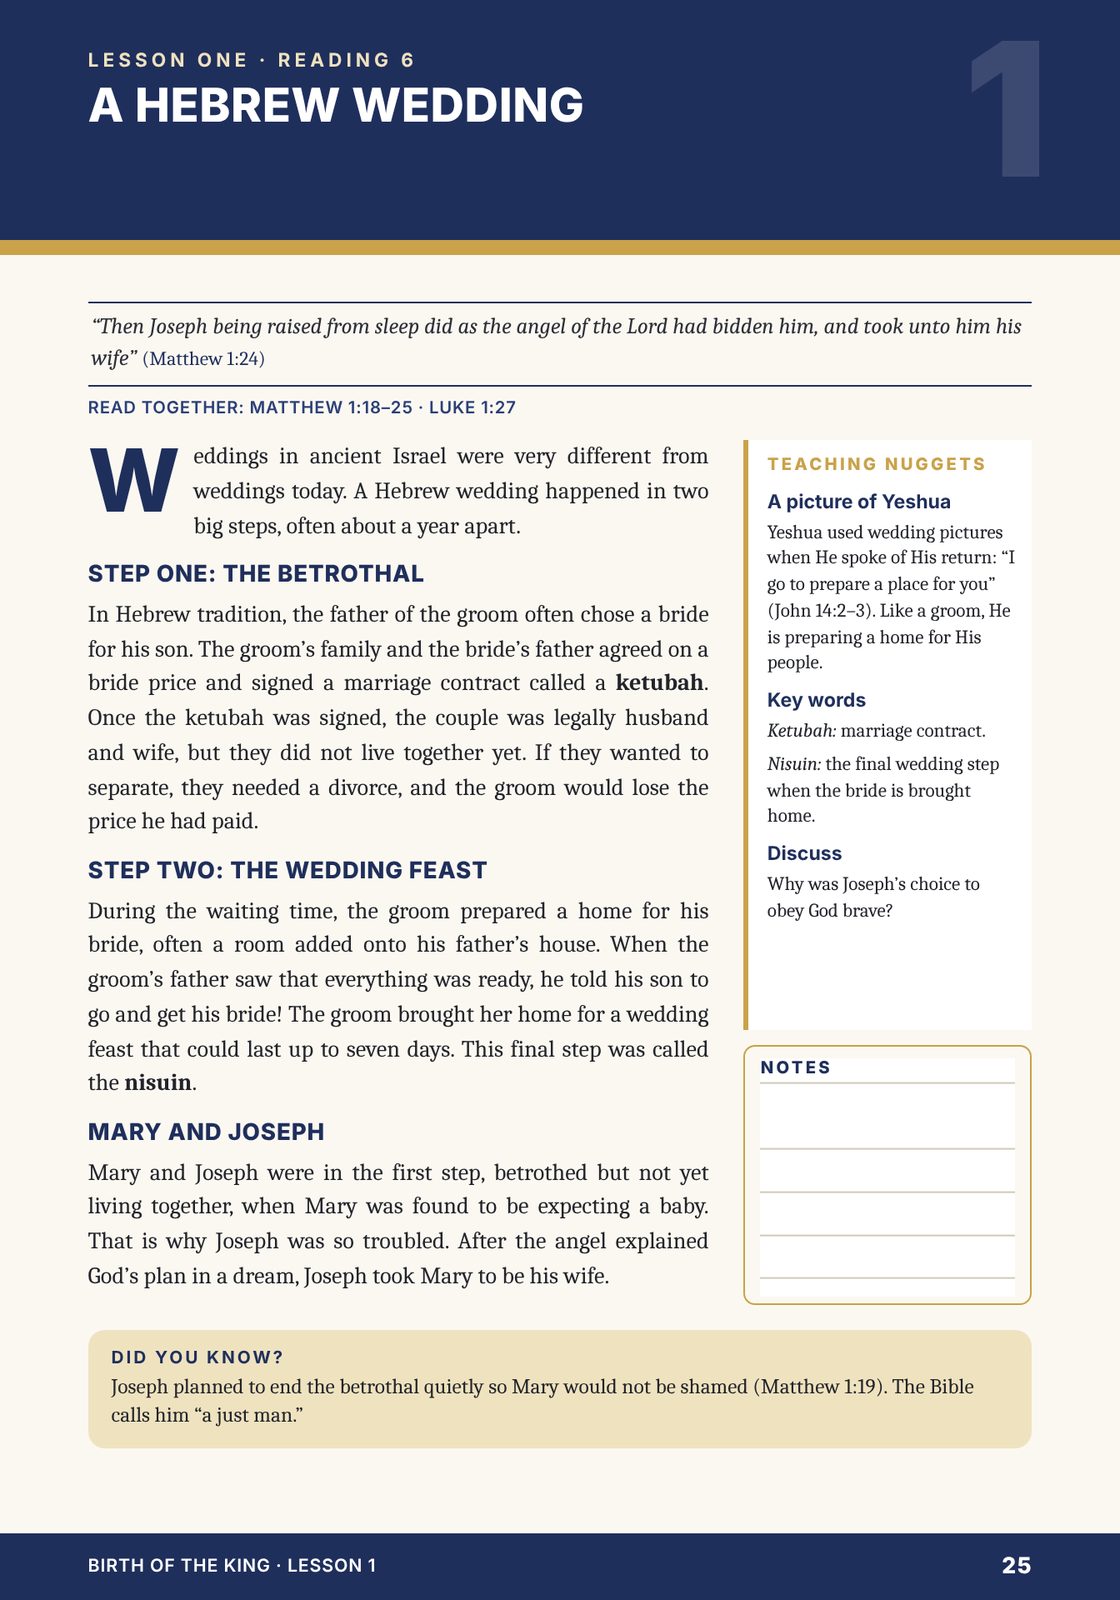 LESSON ONE · READING 6
A HEBREW WEDDING
1
“Then Joseph being raised from sleep did as the angel of the Lord had bidden him, and took unto him his
wife” (Matthew 1:24)
READ TOGETHER: MATTHEW 1:18–25 · LUKE 1:27
Weddings in ancient Israel were very different from
weddings today. A Hebrew wedding happened in two
big steps, often about a year apart.
STEP ONE: THE BETROTHAL
In Hebrew tradition, the father of the groom often chose a bride
for his son. The groom’s family and the bride’s father agreed on a
bride price and signed a marriage contract called a ketubah.
Once the ketubah was signed, the couple was legally husband
and wife, but they did not live together yet. If they wanted to
separate, they needed a divorce, and the groom would lose the
price he had paid.
STEP TWO: THE WEDDING FEAST
During the waiting time, the groom prepared a home for his
bride, often a room added onto his father’s house. When the
groom’s father saw that everything was ready, he told his son to
go and get his bride! The groom brought her home for a wedding
feast that could last up to seven days. This final step was called
the nisuin.
MARY AND JOSEPH
Mary and Joseph were in the first step, betrothed but not yet
living together, when Mary was found to be expecting a baby.
That is why Joseph was so troubled. After the angel explained
God’s plan in a dream, Joseph took Mary to be his wife.
TEACHING NUGGETS
A picture of Yeshua
Yeshua used wedding pictures
when He spoke of His return: “I
go to prepare a place for you”
(John 14:2–3). Like a groom, He
is preparing a home for His
people.
Key words
Ketubah: marriage contract.
Nisuin: the final wedding step
when the bride is brought
home.
Discuss
Why was Joseph’s choice to
obey God brave?
NOTES
DID YOU KNOW?
Joseph planned to end the betrothal quietly so Mary would not be shamed (Matthew 1:19). The Bible
calls him “a just man.”
BIRTH OF THE KING · LESSON 1
25